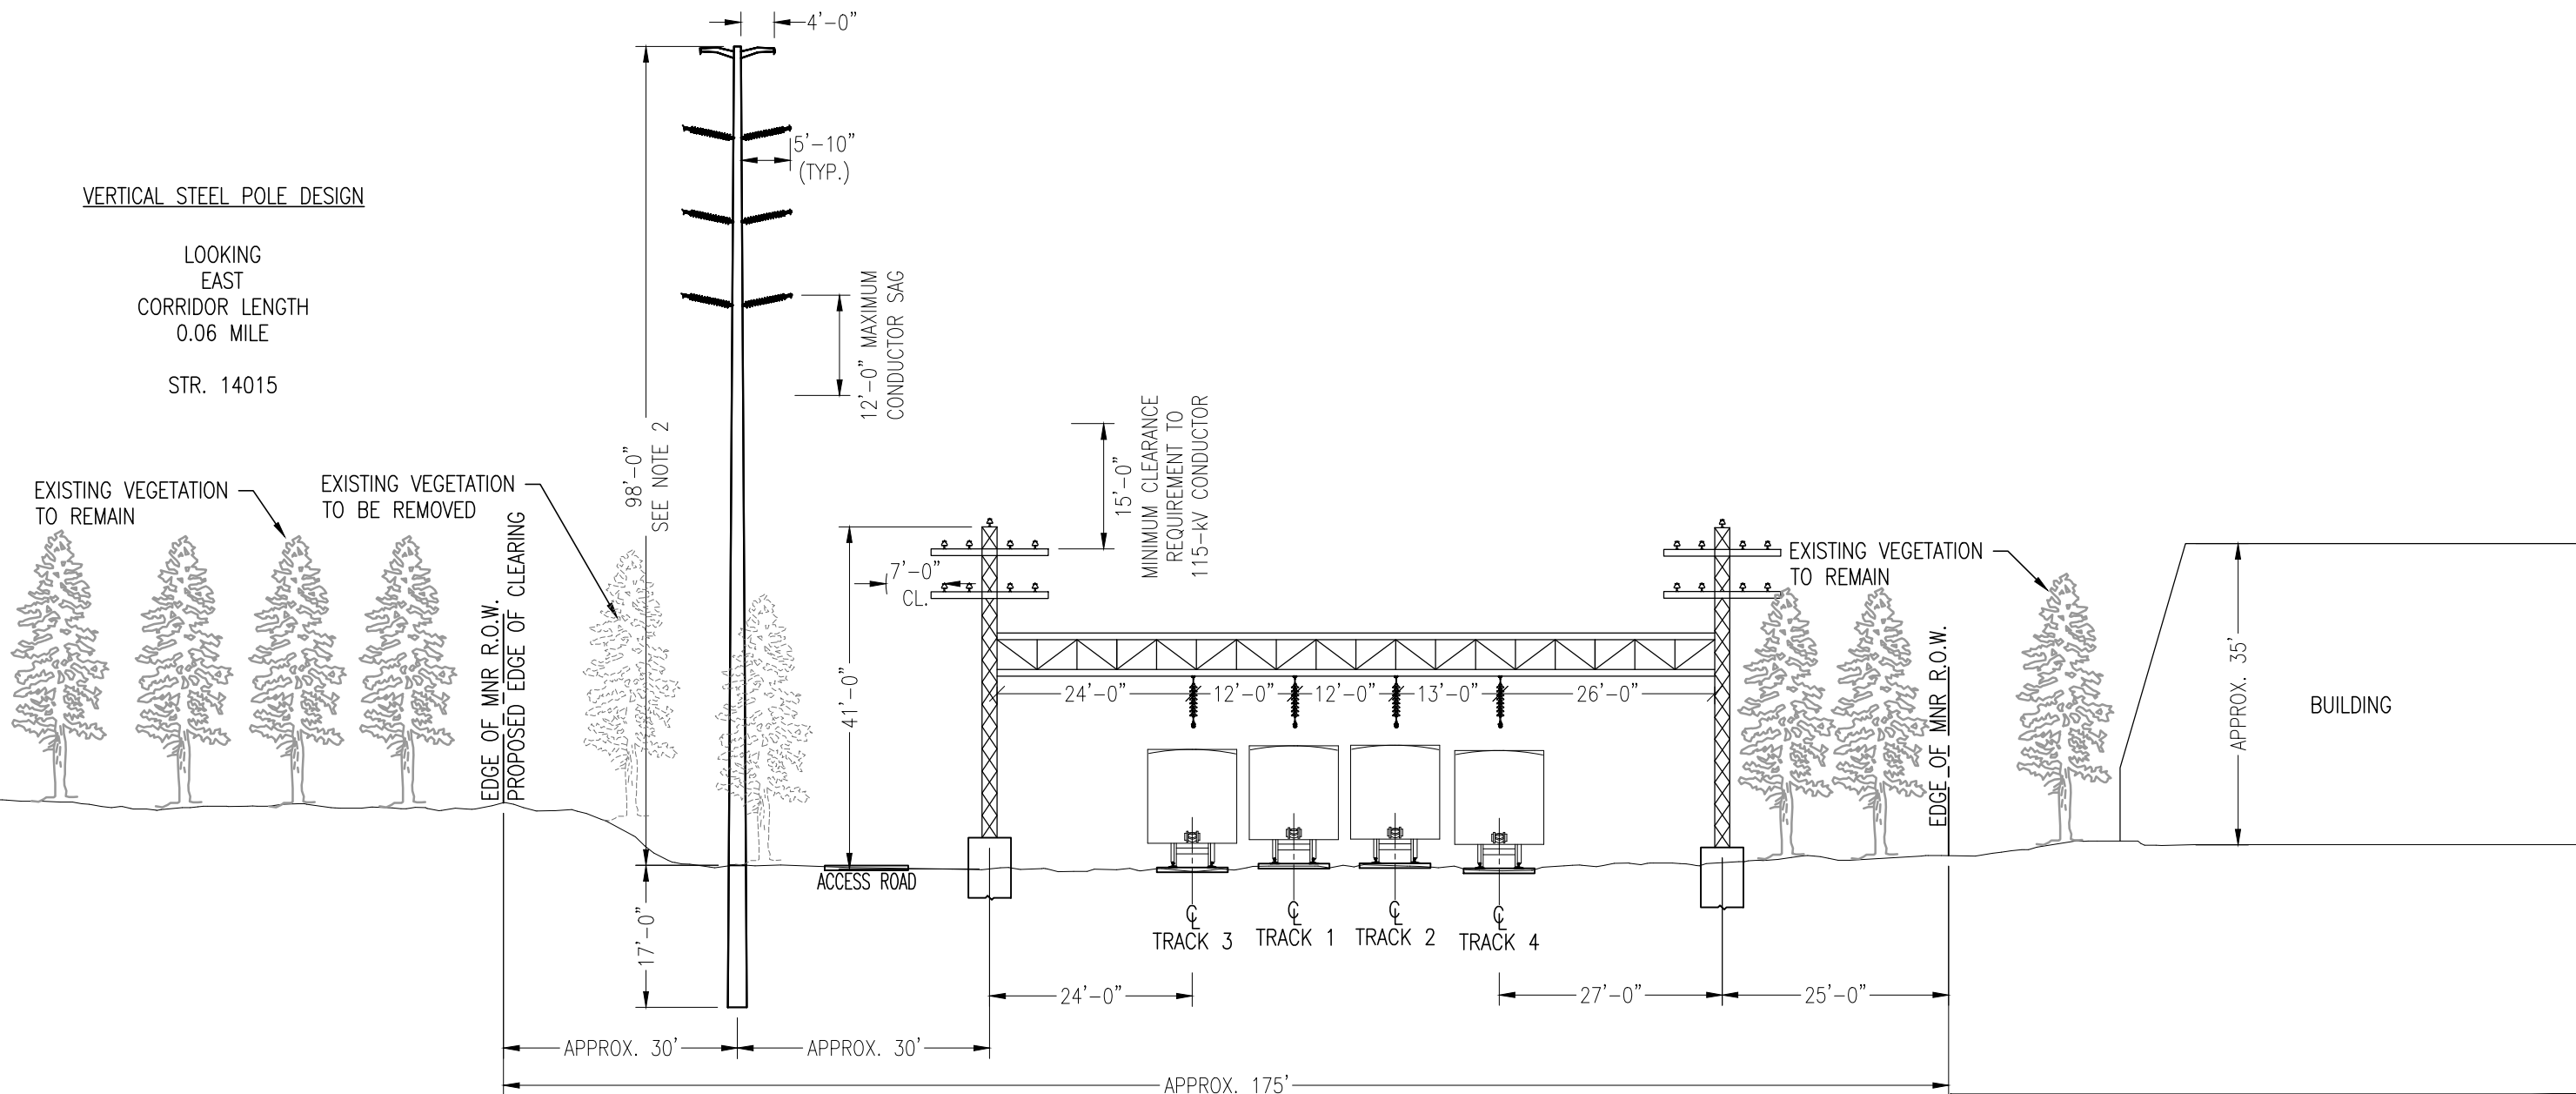 4'-0"
5'-10"
(TYP.)
VERTICAL STEEL POLE DESIGN
LOOKING
EAST
CORRIDOR LENGTH
0.06 MILE
STR. 14015
12'-0" MAXIMUM
CONDUCTOR SAG
98'-0"
SEE NOTE 2
15'-0"
MINIMUM CLEARANCE
REQUIREMENT TO
115-kV CONDUCTOR
EXISTING VEGETATION
TO REMAIN
EXISTING VEGETATION
TO BE REMOVED
EDGE OF MNR R.O.W.
PROPOSED EDGE OF CLEARING
7'-0"
CL.
41'-0"
EXISTING VEGETATION
TO REMAIN
EDGE OF MNR R.O.W.
APPROX. 35'
BUILDING
24'-0"
12'-0"
12'-0"
13'-0"
26'-0"
ACCESS ROAD
17'-0"
CL
TRACK 3
CL
TRACK 1
CL
TRACK 2
CL
TRACK 4
24'-0"
27'-0"
25'-0"
APPROX. 30'
APPROX. 30'
APPROX. 175'